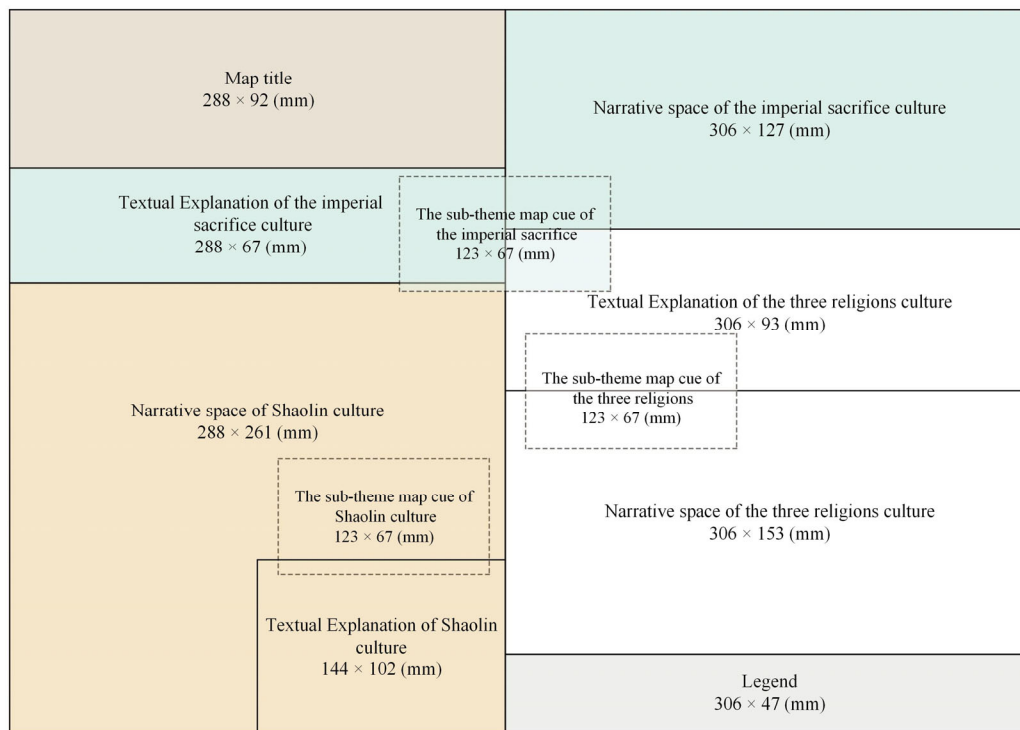 Map title
288 × 92 (mm)
Narrative space of the imperial sacrifice culture
306 × 127 (mm)
Textual Explanation of the imperial
sacrifice culture
288 × 67 (mm)
The sub-theme map cue of
the imperial sacrifice
123 × 67 (mm)
Textual Explanation of the three religions culture
306 × 93 (mm)
The sub-theme map cue of
the three religions
123 × 67 (mm)
Narrative space of Shaolin culture
288 × 261 (mm)
The sub-theme map cue of
Shaolin culture
123 × 67 (mm)
Narrative space of the three religions culture
306 × 153 (mm)
Textual Explanation of Shaolin
culture
144 × 102 (mm)
Legend
306 × 47 (mm)